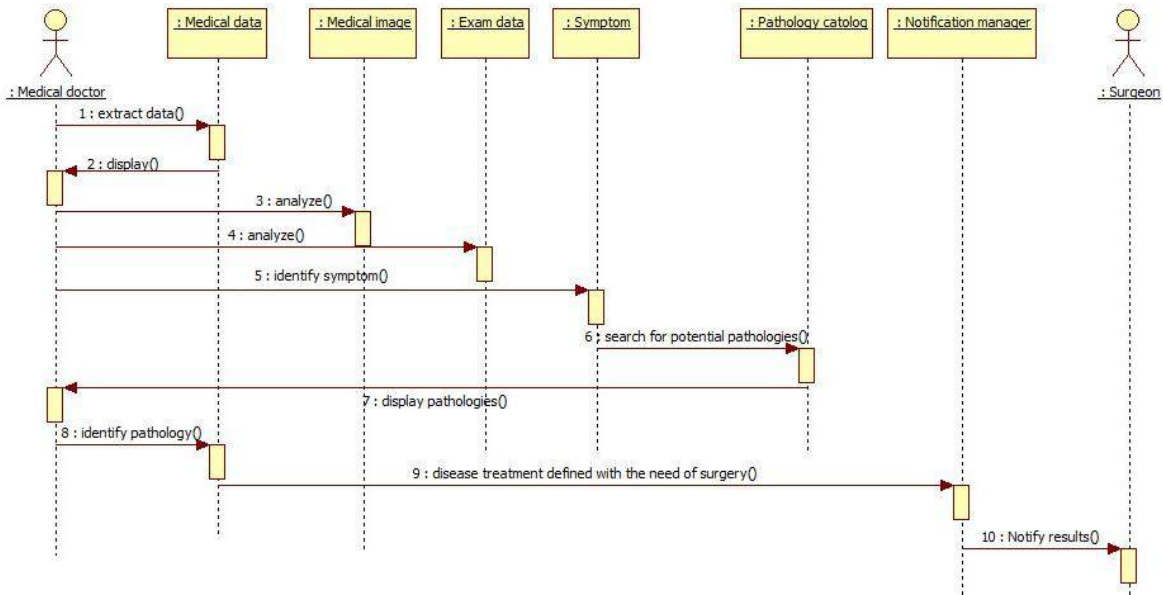 : Medical data
: Medical image
: Exam data
: Symptom
: Pathology catolog
: Notification manager
: Medical doctor
: Surgeon
1 : extract data()
2 : display()
3 : analyze()
4 : analyze()
5 : identify symptom()
6 : search for potential pathologies()
7 : display pathologies()
8 : identify pathology()
9 : disease treatment defined with the need of surgery()
10 : Notify results()